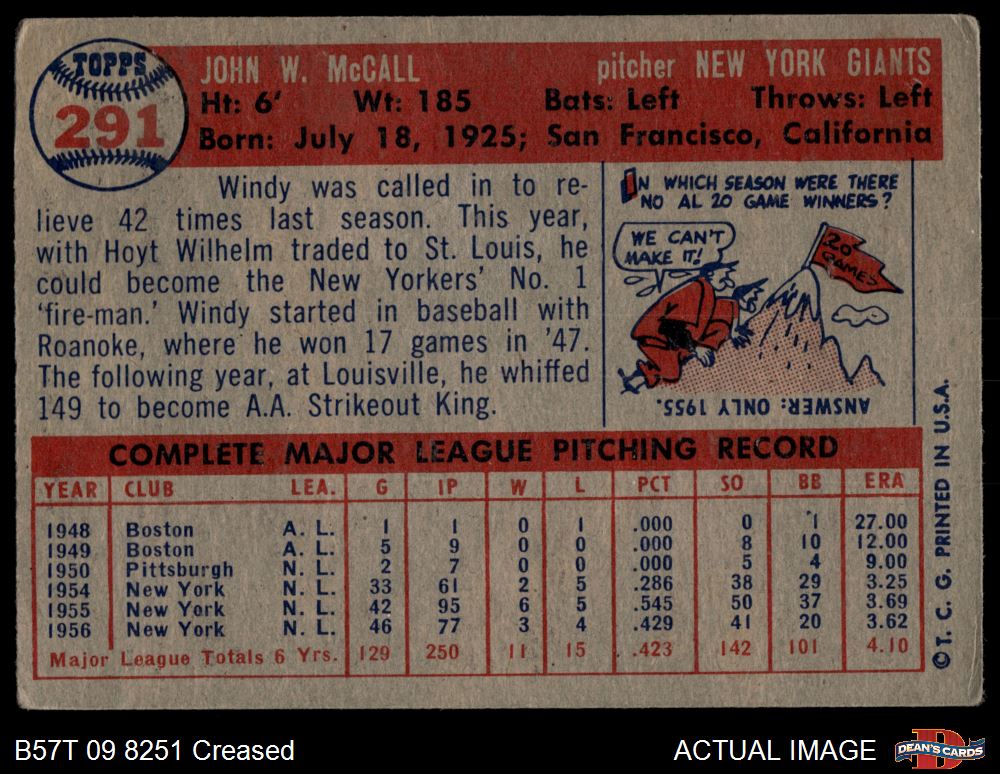 TOPPS
291
JOHN W. McCALL pitcher NEW YORK GIANTS
Ht: 6' Wt: 185 Bats: Left Throws: Left
Born: July 18, 1925; San Francisco, California
Windy was called in to re-
lieve 42 times last season. This year,
with Hoyt Wilhelm traded to St. Louis, he
could become the New Yorkers' No. 1
'fire-man.' Windy started in baseball with
Roanoke, where he won 17 games in '47.
The following year, at Louisville, he whiffed
149 to become A.A. Strikeout King.
IN WHICH SEASON WERE THERE
NO AL 20 GAME WINNERS?
WE CAN'T
MAKE IT!
20
GAMES
ANSWER: ONLY 1955.
COMPLETE MAJOR LEAGUE PITCHING RECORD
YEAR CLUB LEA. G IP W L PCT SO BB ERA
1948 Boston A. L. 1 1 0 1 .000 0 1 27.00
1949 Boston A. L. 5 9 0 0 .000 8 10 12.00
1950 Pittsburgh N. L. 2 7 0 0 .000 5 4 9.00
1954 New York N. L. 33 61 2 5 .286 38 29 3.25
1955 New York N. L. 42 95 6 5 .545 50 37 3.69
1956 New York N. L. 46 77 3 4 .429 41 20 3.62
Major League Totals 6 Yrs. 129 250 11 15 .423 142 101 4.10
© T. C. G. PRINTED IN U.S.A.
B57T 09 8251 Creased
ACTUAL IMAGE
D
DEAN'S CARDS